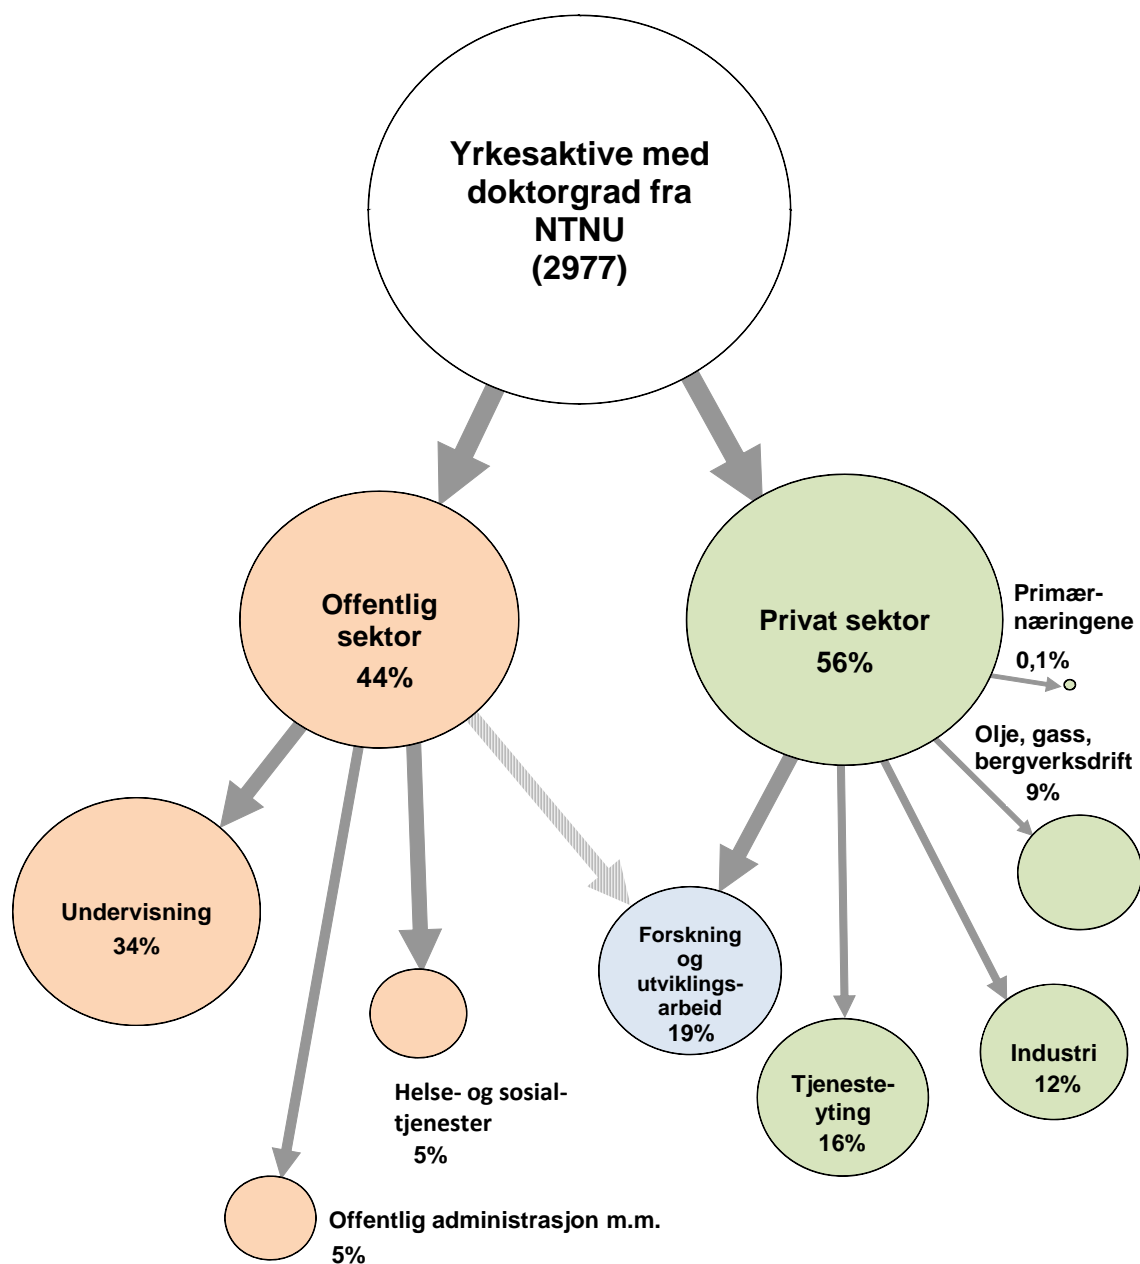 Yrkesaktive med
doktorgrad fra
NTNU
(2977)
Offentlig
sektor
44%
Privat sektor
56%
Primær-
næringene
0,1%
Olje, gass,
bergverksdrift
9%
Undervisning
34%
Forskning
og
utviklings-
arbeid
19%
Industri
12%
Tjeneste-
yting
16%
Helse- og sosial-
tjenester
5%
Offentlig administrasjon m.m.
5%